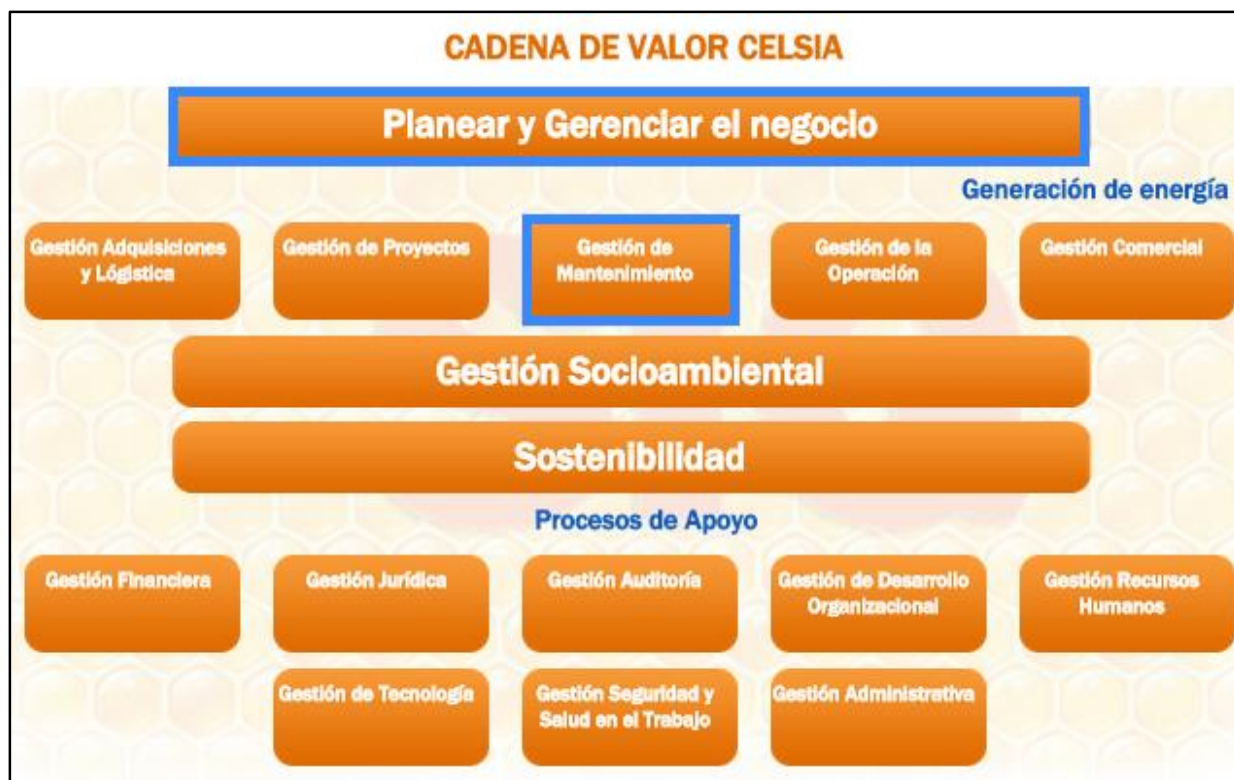 CADENA DE VALOR CELSIA
Planear y Gerenciar el negocio
Generación de energía
Gestión Adquisiciones
y Lógistica
Gestión de Proyectos
Gestión de
Mantenimiento
Gestión de la
Operación
Gestión Comercial
Gestión Socioambiental
Sostenibilidad
Procesos de Apoyo
Gestión Financiera
Gestión Jurídica
Gestión Auditoría
Gestión de Desarrollo
Organizacional
Gestión Recursos
Humanos
Gestión de Tecnología
Gestión Seguridad y
Salud en el Trabajo
Gestión Administrativa